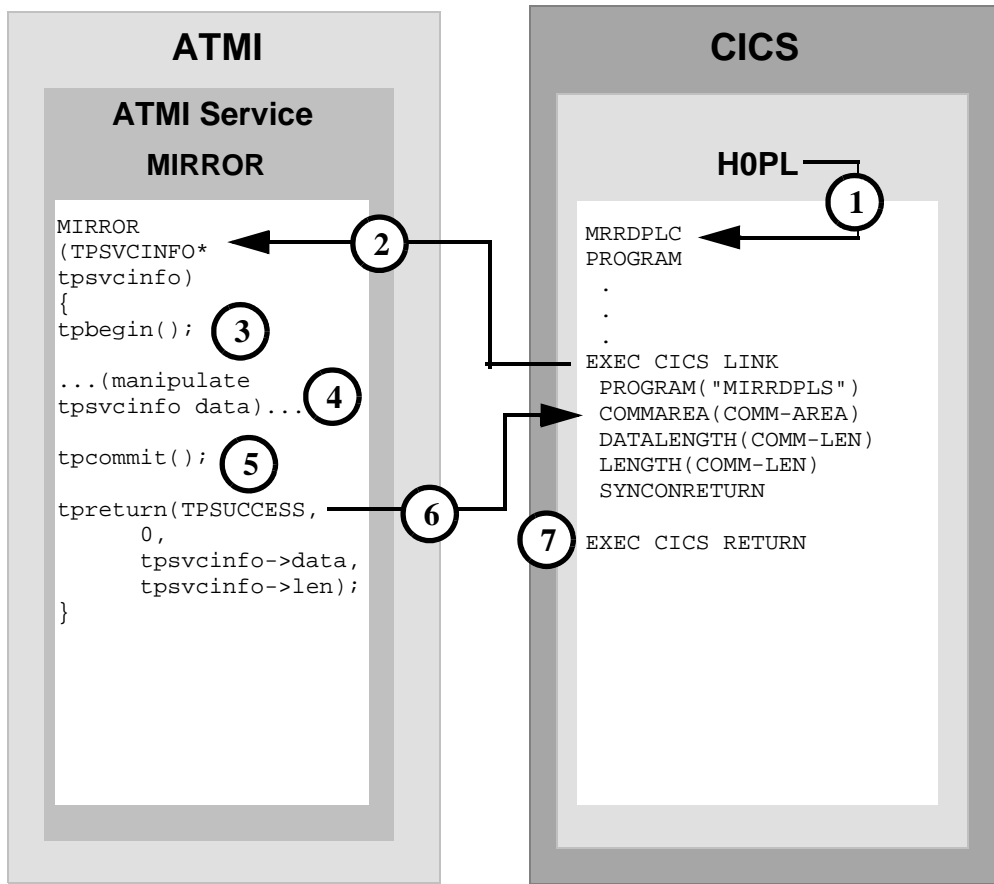 ATMI
ATMI Service
MIRROR
MIRROR
(TPSVCINFO*
tpsvcinfo)
{
tpbegin();
3
...(manipulate
tpsvcinfo data)...
4
tpcommit();
5
tpreturn(TPSUCCESS,
0,
tpsvcinfo->data,
tpsvcinfo->len);
}
2
6
CICS
H0PL
1
MRRDPLC
PROGRAM
.
.
.
EXEC CICS LINK
PROGRAM("MIRRDPLS")
COMMAREA(COMM-AREA)
DATALENGTH(COMM-LEN)
LENGTH(COMM-LEN)
SYNCONRETURN
7
EXEC CICS RETURN